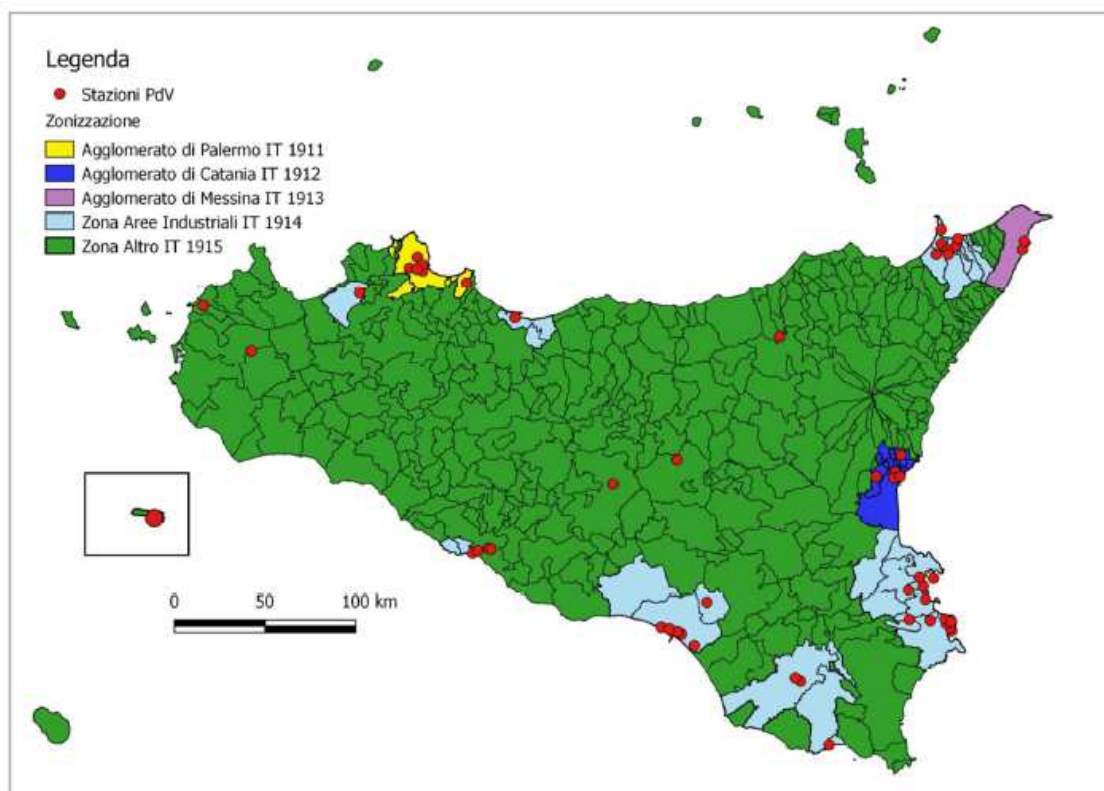 Legenda
Stazioni PdV
Zonizzazione
Agglomerato di Palermo IT 1911
Agglomerato di Catania IT 1912
Agglomerato di Messina IT 1913
Zona Aree Industriali IT 1914
Zona Altro IT 1915
0 50 100 km